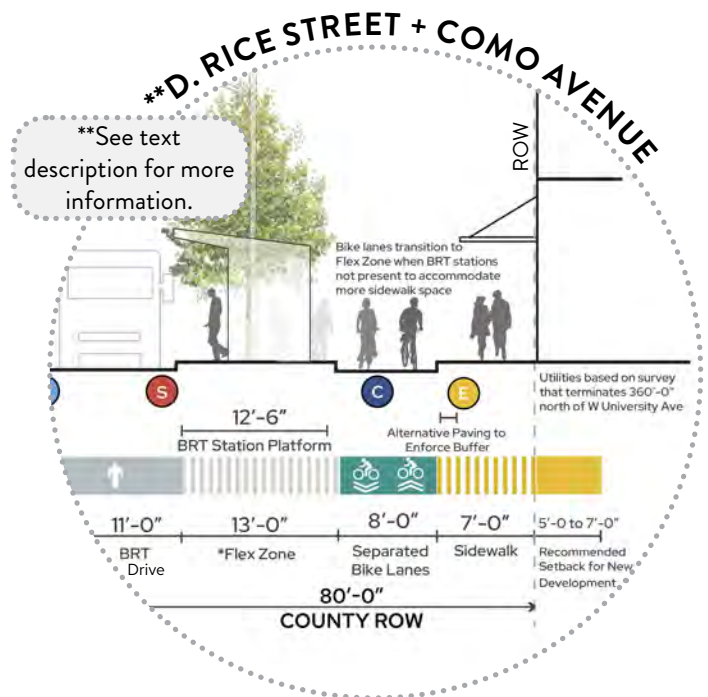 **D. RICE STREET + COMO AVENUE
**See text
description for more
information.
ROW
Bike lanes transition to
Flex Zone when BRT stations
not present to accommodate
more sidewalk space
S
C
E
Utilities based on survey
that terminates 360'-0"
north of W University Ave
12'-6"
BRT Station Platform
Alternative Paving to
Enforce Buffer
11'-0"
13'-0"
8'-0"
7'-0"
5'-0 to 7'-0"
BRT
Drive
*Flex Zone
Separated
Bike Lanes
Sidewalk
Recommended
Setback for New
Development
80'-0"
COUNTY ROW